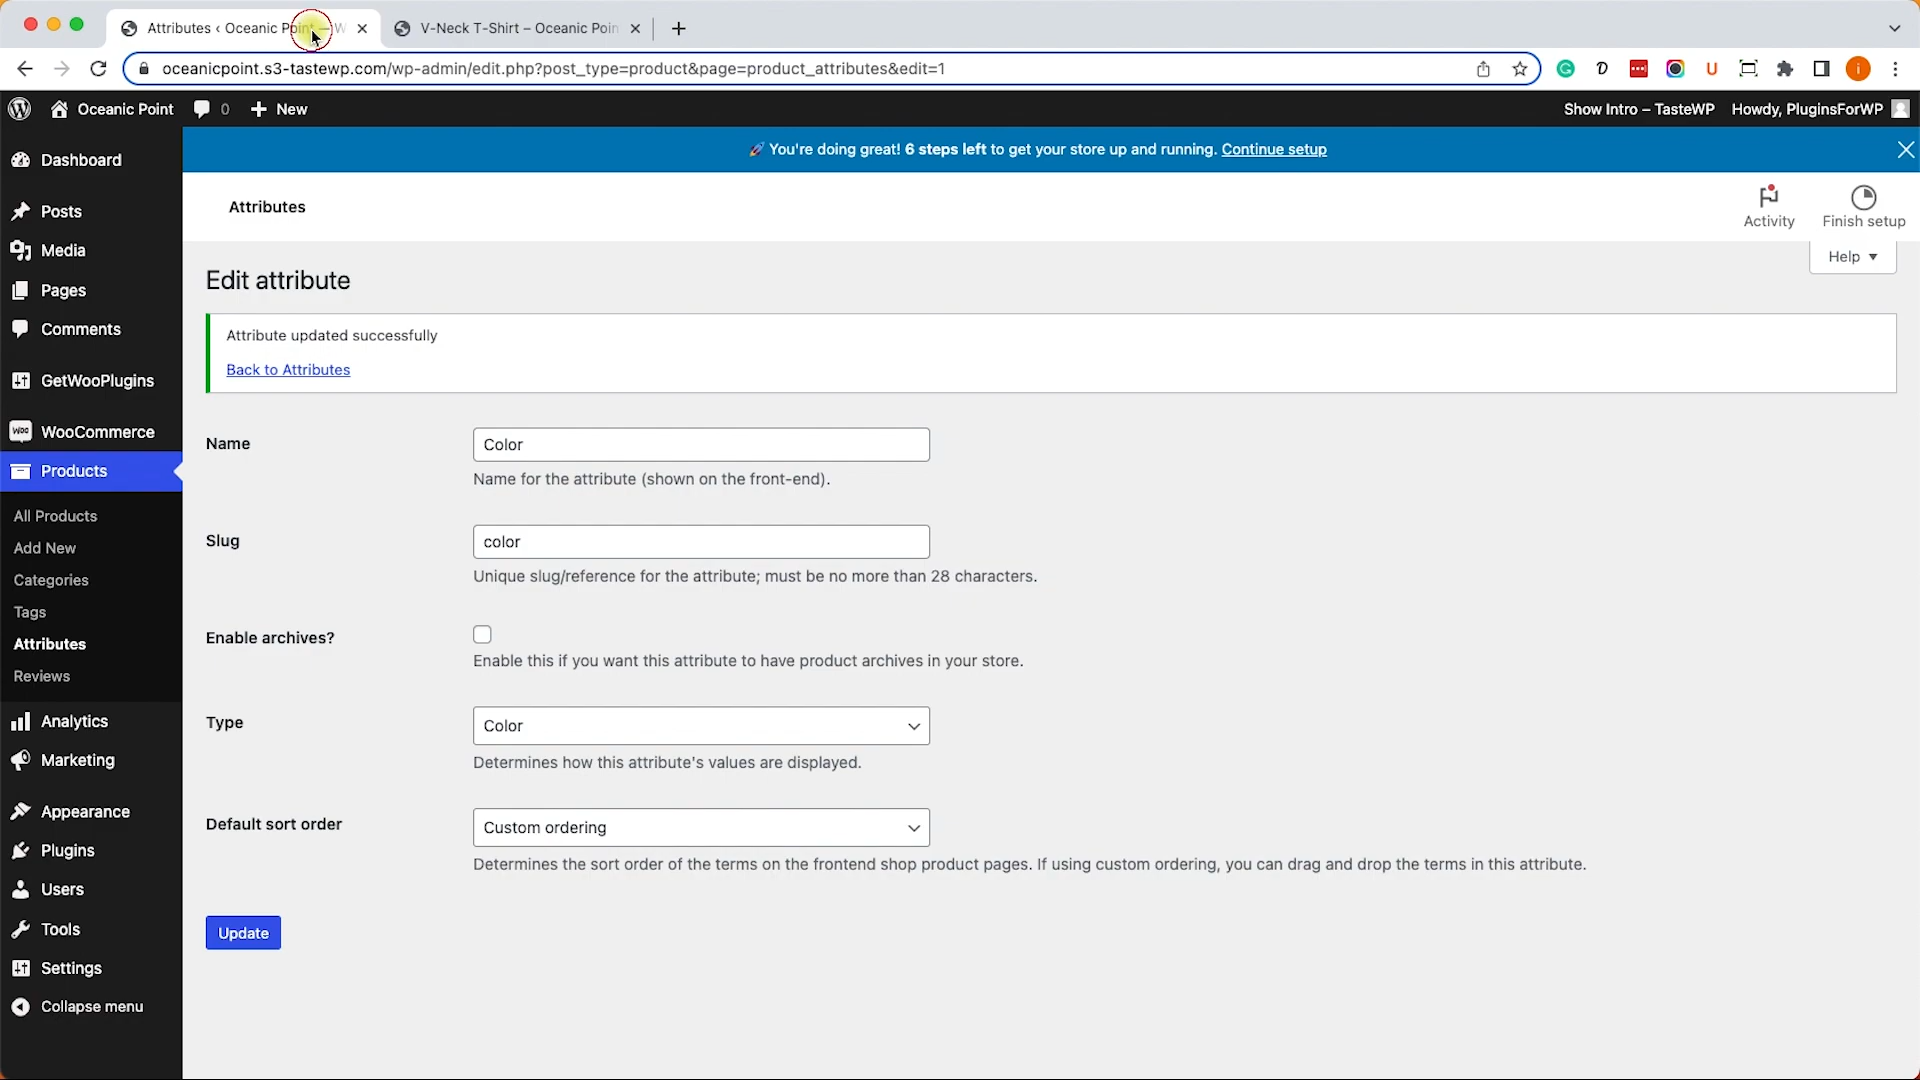 Attributes ‹ Oceanic Point — W
V-Neck T-Shirt – Oceanic Poin
oceanicpoint.s3-tastewp.com/wp-admin/edit.php?post_type=product&page=product_attributes&edit=1
Oceanic Point
0
New
Show Intro – TasteWP
Howdy, PluginsForWP
Dashboard
Posts
Media
Pages
Comments
GetWooPlugins
WooCommerce
Products
All Products
Add New
Categories
Tags
Attributes
Reviews
Analytics
Marketing
Appearance
Plugins
Users
Tools
Settings
Collapse menu
🚀 You're doing great! 6 steps left to get your store up and running. Continue setup
Attributes
Activity
Finish setup
Help
Edit attribute
Attribute updated successfully
Back to Attributes
Name
Color
Name for the attribute (shown on the front-end).
Slug
color
Unique slug/reference for the attribute; must be no more than 28 characters.
Enable archives?
Enable this if you want this attribute to have product archives in your store.
Type
Color
Determines how this attribute's values are displayed.
Default sort order
Custom ordering
Determines the sort order of the terms on the frontend shop product pages. If using custom ordering, you can drag and drop the terms in this attribute.
Update